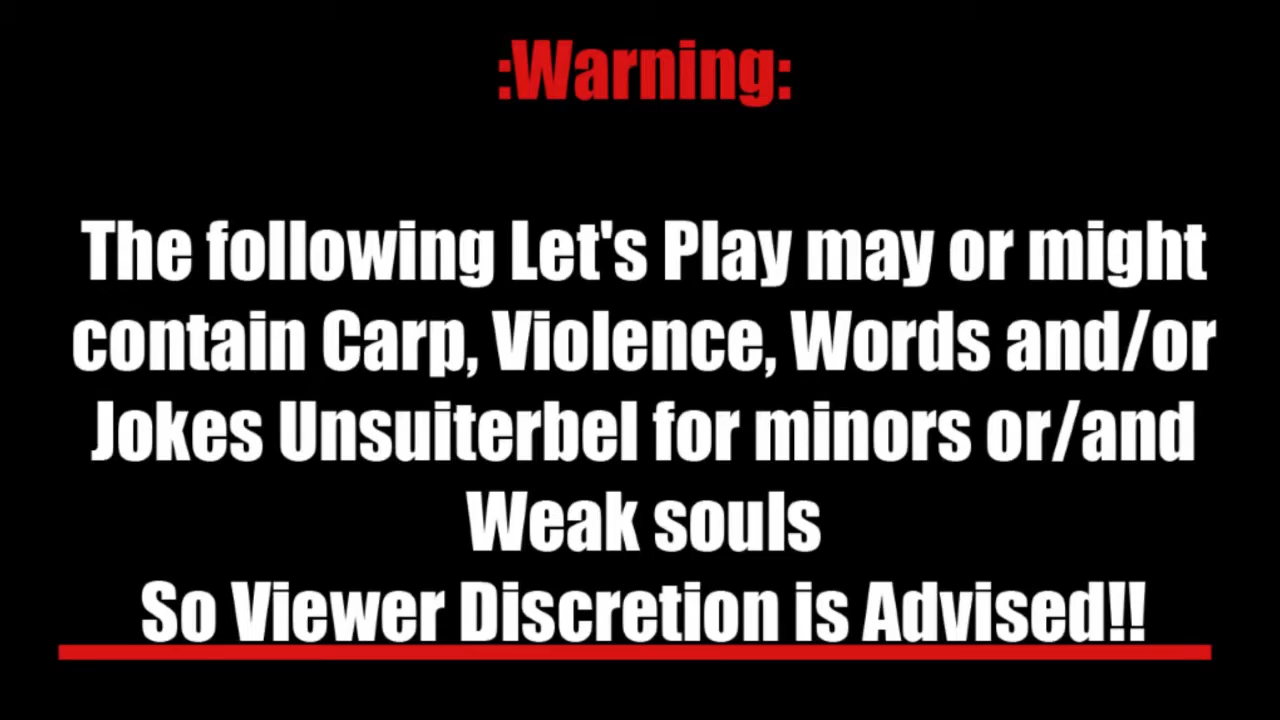 :Warning:
The following Let's Play may or might
contain Carp, Violence, Words and/or
Jokes Unsuiterbel for minors or/and
Weak souls
So Viewer Discretion is Advised!!